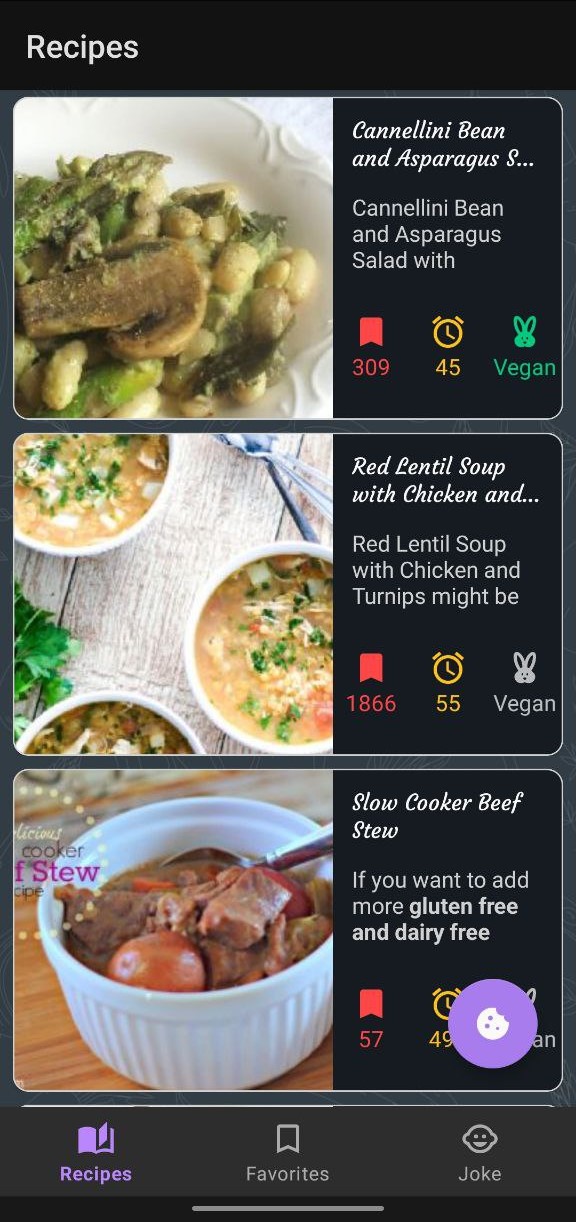 Recipes
Cannellini Bean
and Asparagus S...
Cannellini Bean
and Asparagus
Salad with
309
45
Vegan
Red Lentil Soup
with Chicken and...
Red Lentil Soup
with Chicken and
Turnips might be
1866
55
Vegan
licious
cooker
f Stew
cipe
Slow Cooker Beef
Stew
If you want to add
more gluten free
and dairy free
57
49
an
Recipes
Favorites
Joke